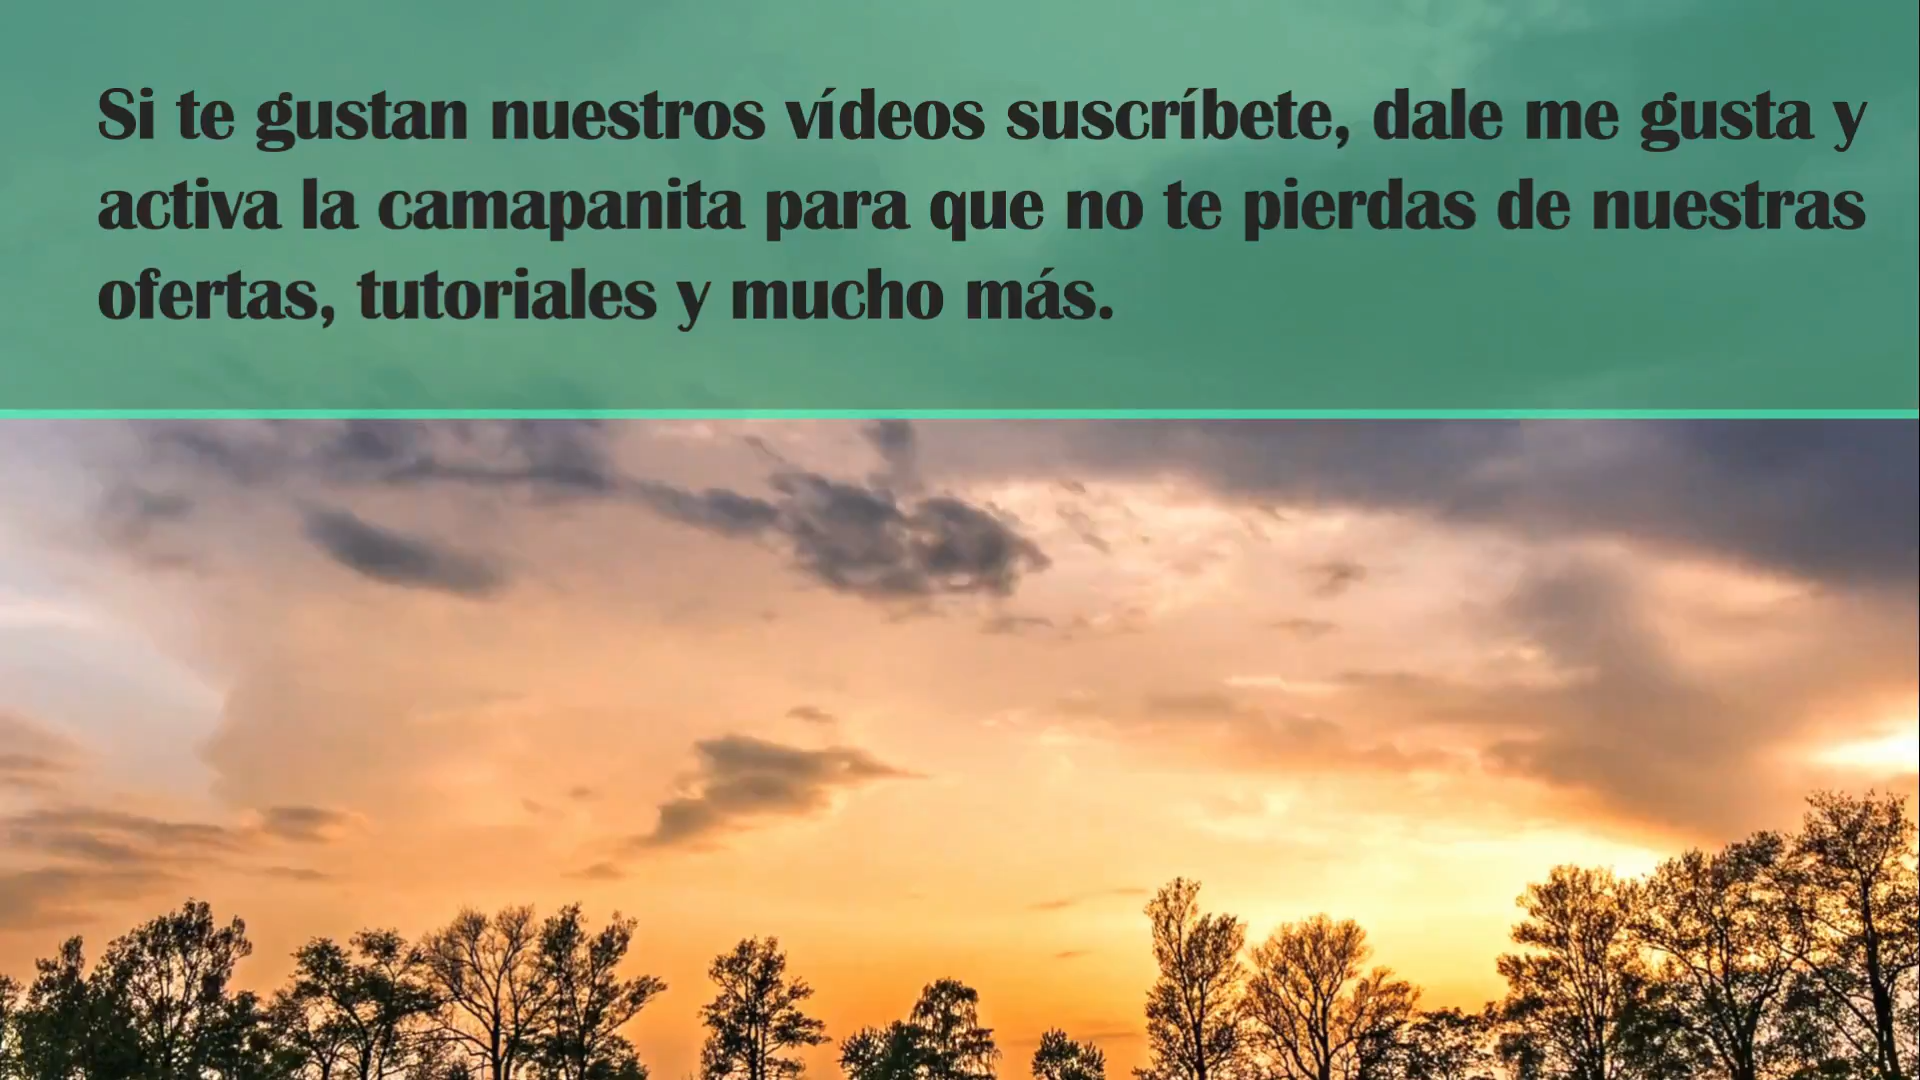 Si te gustan nuestros vídeos suscríbete, dale me gusta y
activa la camapanita para que no te pierdas de nuestras
ofertas, tutoriales y mucho más.